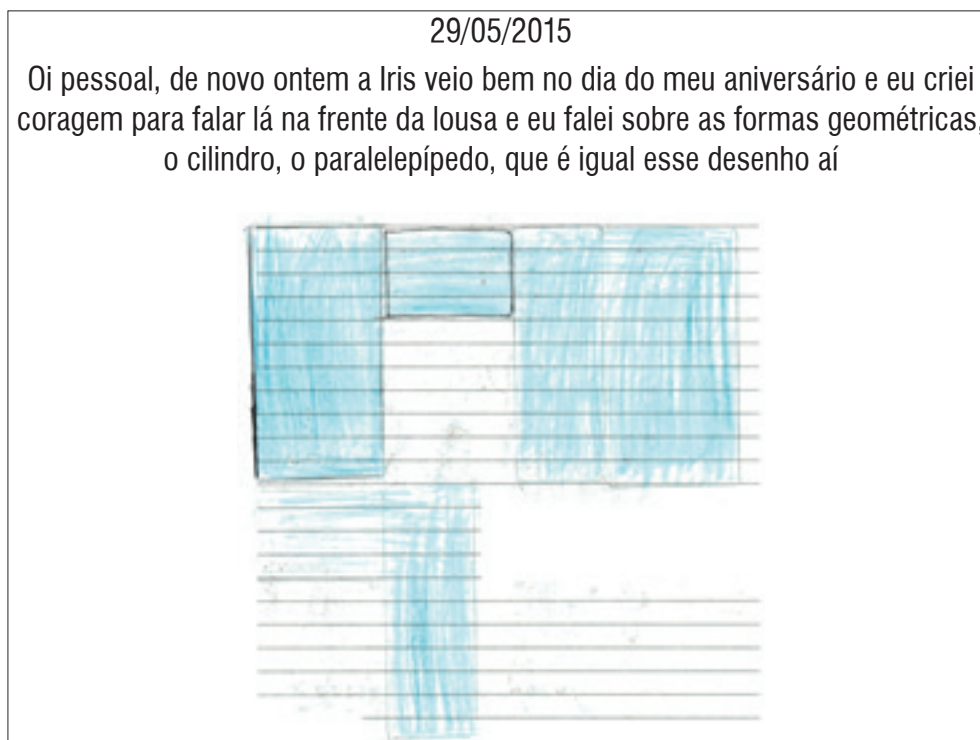 29/05/2015
Oi pessoal, de novo ontem a Iris veio bem no dia do meu aniversário e eu criei
coragem para falar lá na frente da lousa e eu falei sobre as formas geométricas,
o cilindro, o paralelepípedo, que é igual esse desenho aí